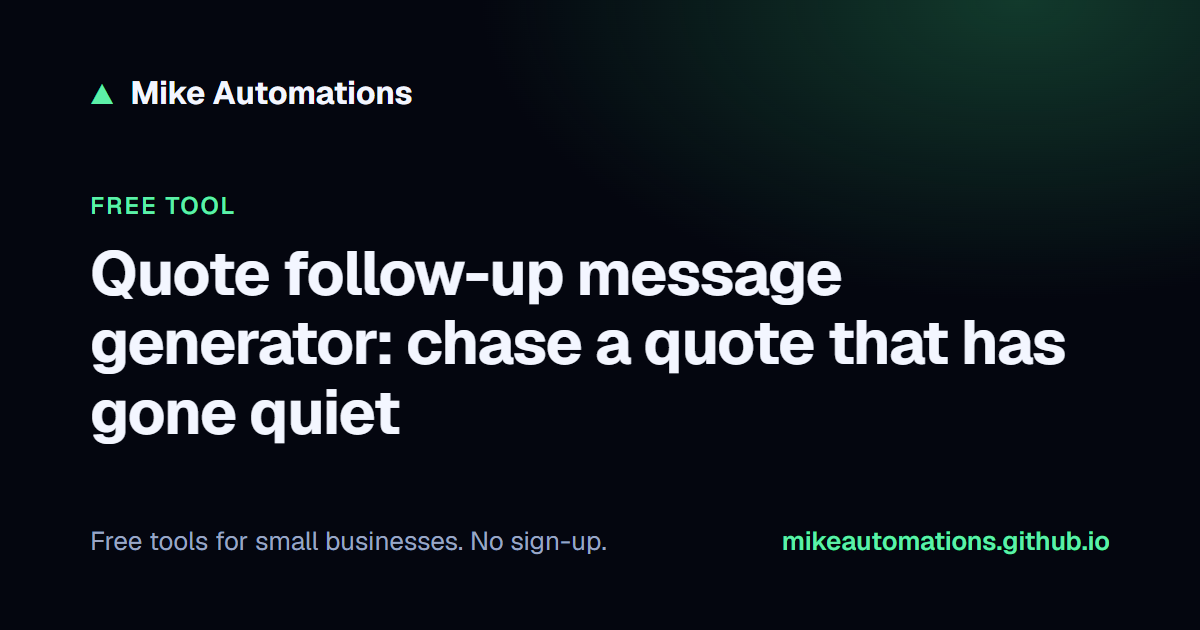 Mike Automations
FREE TOOL
Quote follow-up message
generator: chase a quote that has
gone quiet
Free tools for small businesses. No sign-up.
mikeautomations.github.io